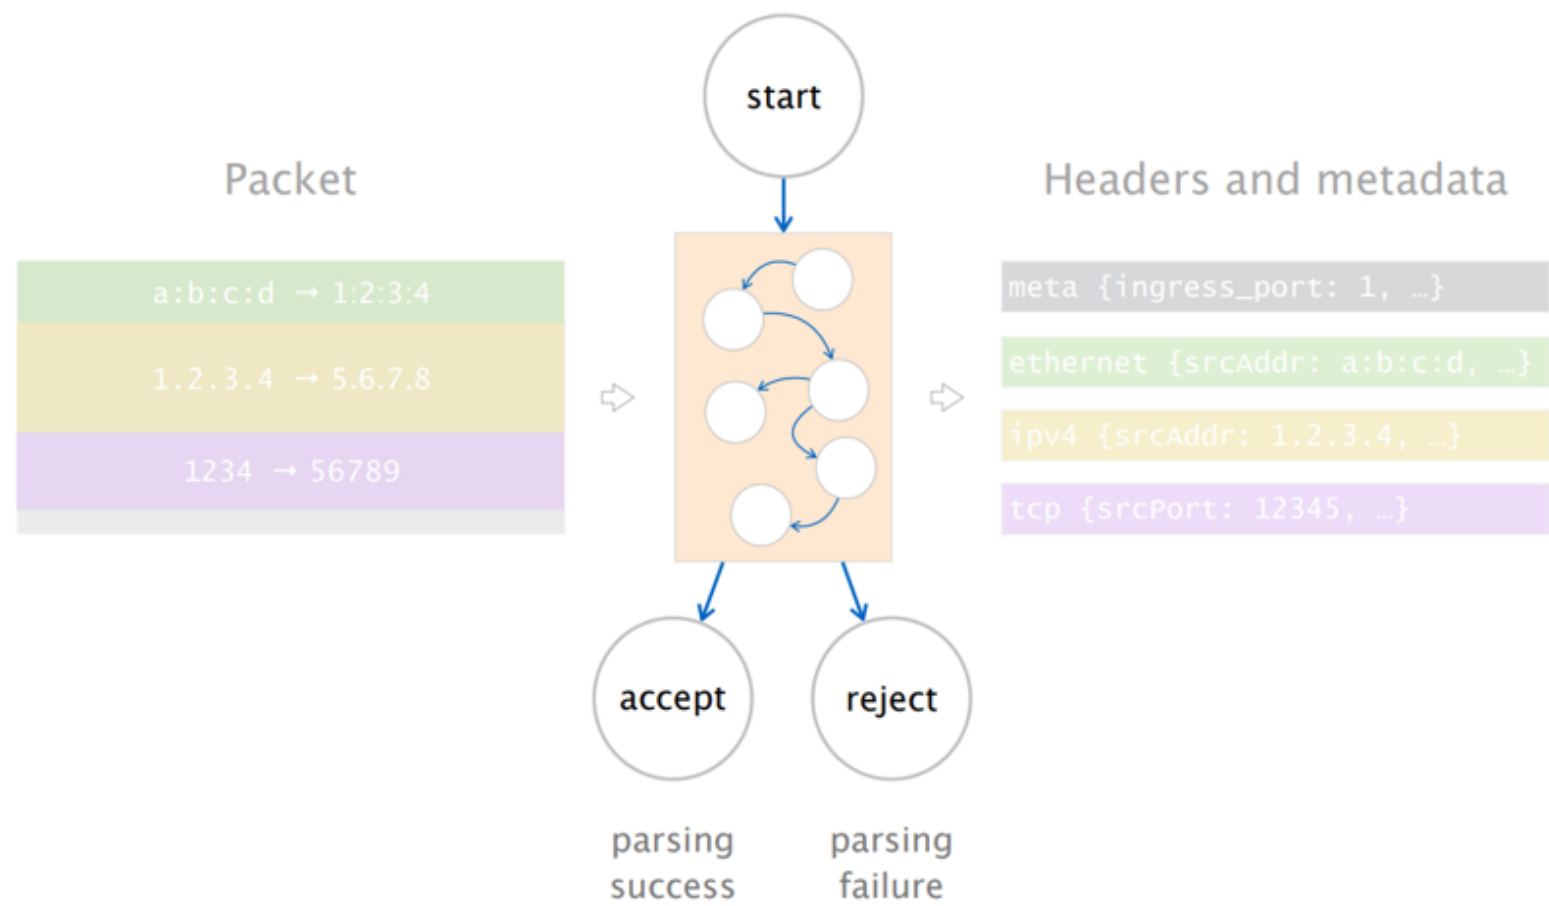 start
Packet
Headers and metadata
a:b:c:d → 1:2:3:4
1.2.3.4 → 5.6.7.8
1234 → 56789
meta {ingress_port: 1, …}
ethernet {srcAddr: a:b:c:d, …}
ipv4 {srcAddr: 1.2.3.4, …}
tcp {srcPort: 12345, …}
accept
reject
parsing
success
parsing
failure